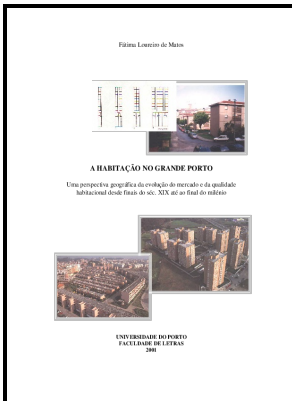 Fátima Loureiro de Matos
A HABITAÇÃO NO GRANDE PORTO
Uma perspectiva geográfica da evolução do mercado e da qualidade
habitacional desde finais do séc. XIX até ao final do milénio
UNIVERSIDADE DO PORTO
FACULDADE DE LETRAS
2001